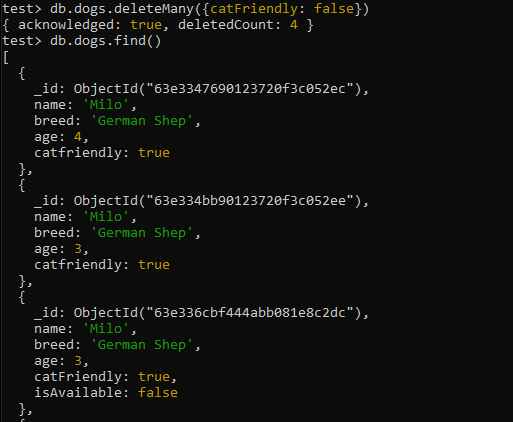 test> db.dogs.deleteMany({catFriendly: false})
{ acknowledged: true, deletedCount: 4 }
test> db.dogs.find()
[
  {
    _id: ObjectId("63e3347690123720f3c052ec"),
    name: 'Milo',
    breed: 'German Shep',
    age: 4,
    catfriendly: true
  },
  {
    _id: ObjectId("63e334bb90123720f3c052ee"),
    name: 'Milo',
    breed: 'German Shep',
    age: 3,
    catfriendly: true
  },
  {
    _id: ObjectId("63e336cbf444abb081e8c2dc"),
    name: 'Milo',
    breed: 'German Shep',
    age: 3,
    catFriendly: true,
    isAvailable: false
  },
  {